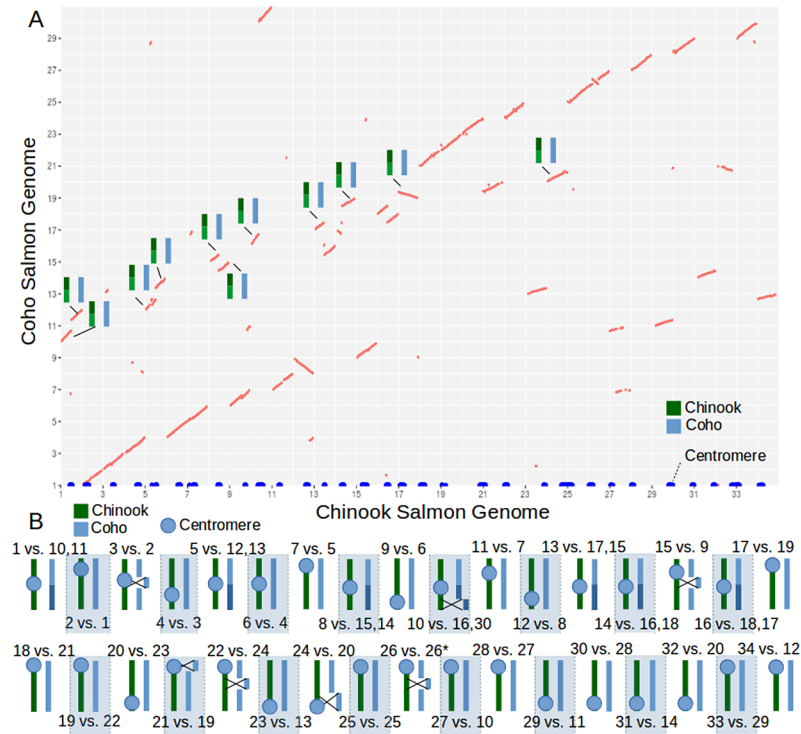 A
Coho Salmon Genome
29
27
25
23
21
19
17
15
13
11
9
7
5
3
1
1 3 5 7 9 11 13 15 17 19 21 23 25 27 29 31 33
Chinook
Coho
Centromere
Chinook Salmon Genome
B
Chinook
Coho
Centromere
1 vs. 10,11 3 vs. 2 5 vs. 12,13 7 vs. 5 9 vs. 6 11 vs. 7 13 vs. 17,15 15 vs. 9 17 vs. 19
2 vs. 1 4 vs. 3 6 vs. 4 8 vs. 15,14 10 vs. 16,30 12 vs. 8 14 vs. 16,18 16 vs. 18,17
18 vs. 21 20 vs. 23 22 vs. 24 24 vs. 20 26 vs. 26* 28 vs. 27 30 vs. 28 32 vs. 20 34 vs. 12
19 vs. 22 21 vs. 19 23 vs. 13 25 vs. 25 27 vs. 10 29 vs. 11 31 vs. 14 33 vs. 29